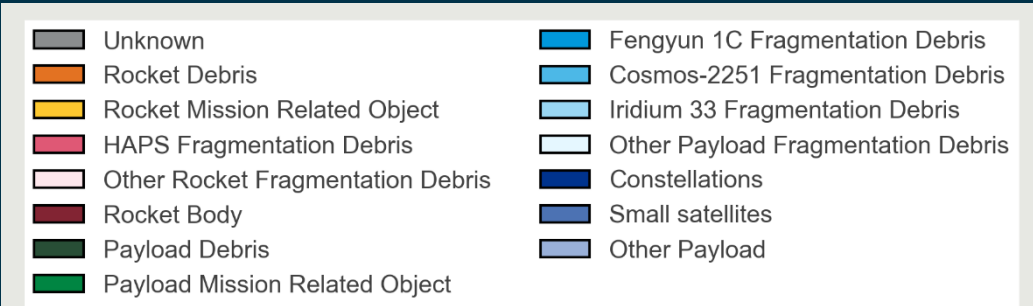 Unknown
Rocket Debris
Rocket Mission Related Object
HAPS Fragmentation Debris
Other Rocket Fragmentation Debris
Rocket Body
Payload Debris
Payload Mission Related Object
Fengyun 1C Fragmentation Debris
Cosmos-2251 Fragmentation Debris
Iridium 33 Fragmentation Debris
Other Payload Fragmentation Debris
Constellations
Small satellites
Other Payload